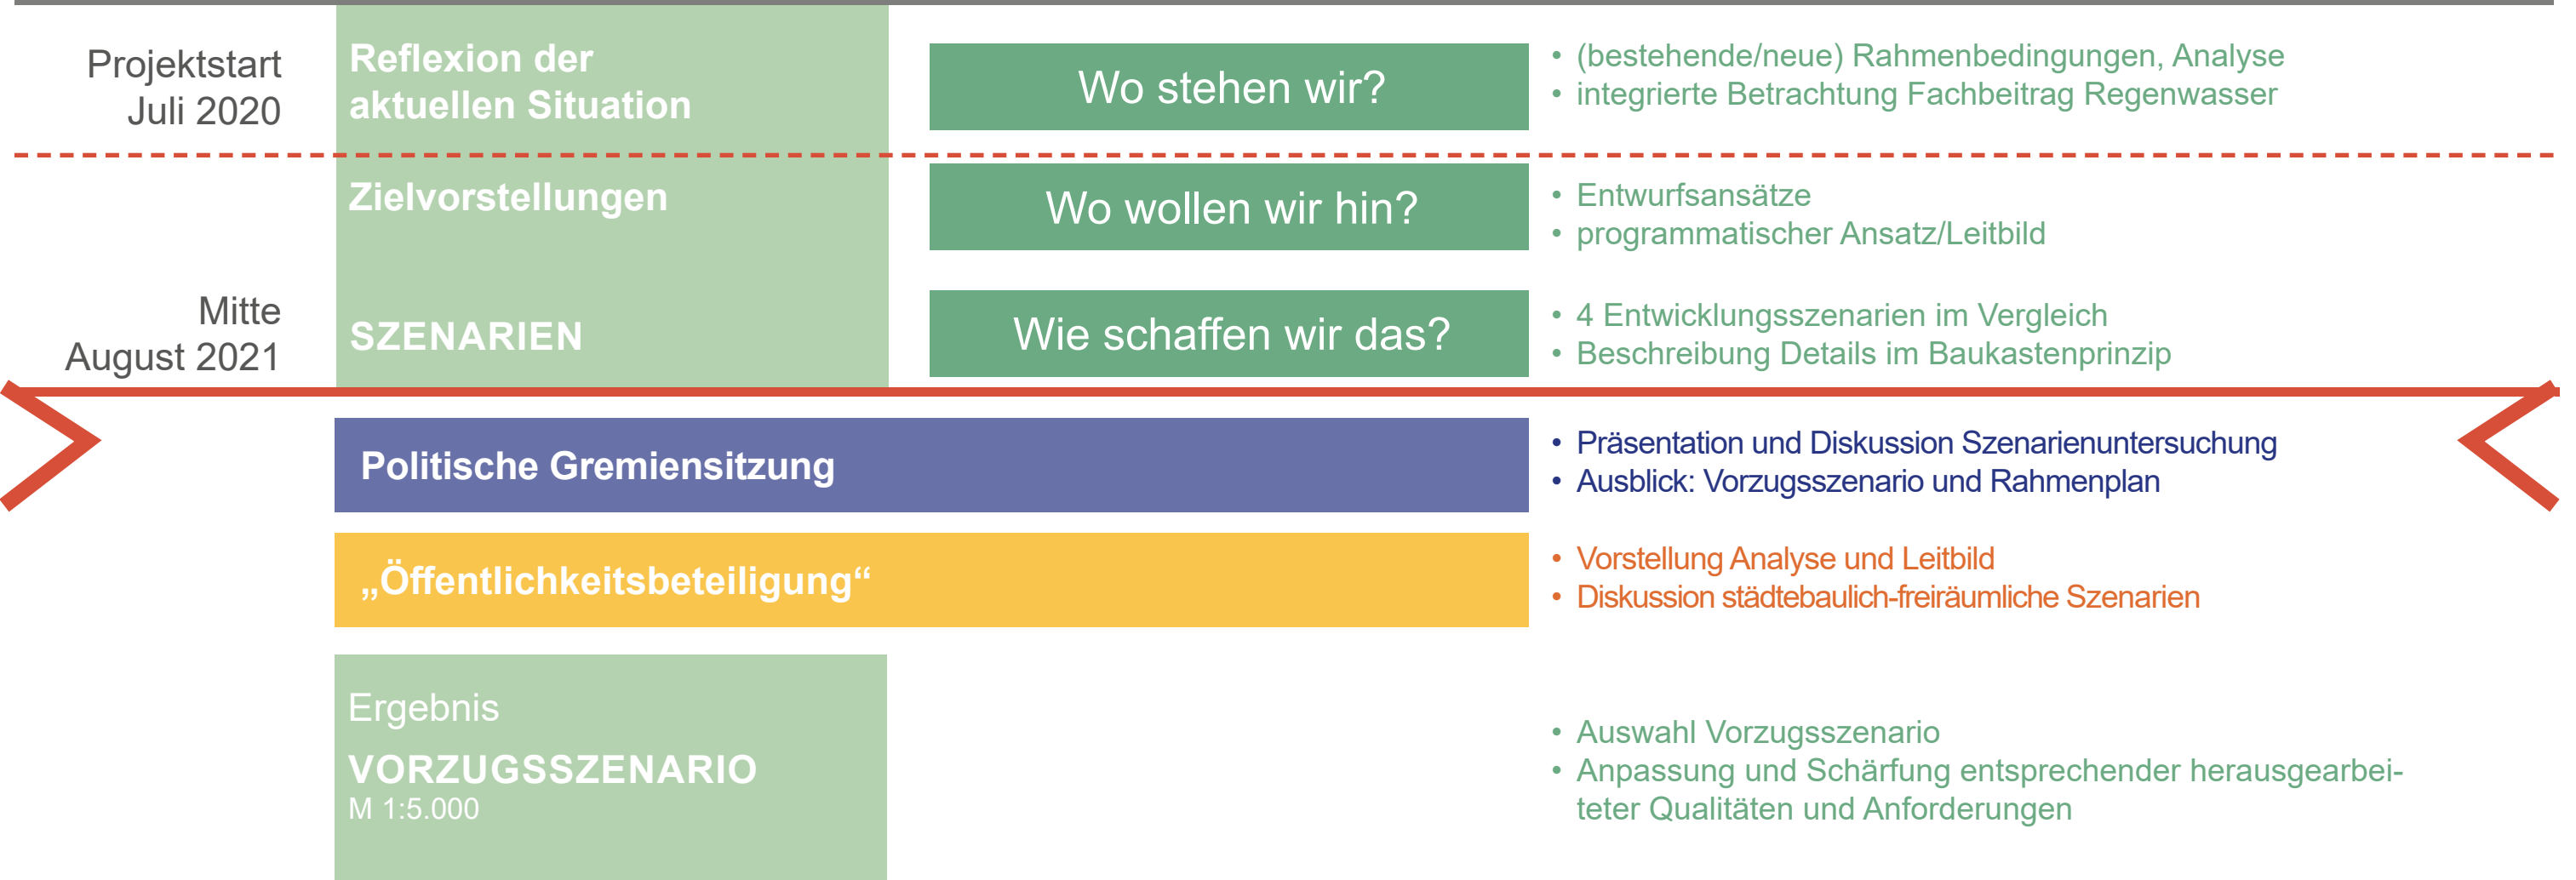 Projektstart
Juli 2020
Reflexion der
aktuellen Situation
Wo stehen wir?
• (bestehende/neue) Rahmenbedingungen, Analyse
• integrierte Betrachtung Fachbeitrag Regenwasser
Zielvorstellungen
Wo wollen wir hin?
• Entwurfsansätze
• programmatischer Ansatz/Leitbild
Mitte
August 2021
SZENARIEN
Wie schaffen wir das?
• 4 Entwicklungsszenarien im Vergleich
• Beschreibung Details im Baukastenprinzip
Politische Gremiensitzung
• Präsentation und Diskussion Szenarienuntersuchung
• Ausblick: Vorzugsszenario und Rahmenplan
„Öffentlichkeitsbeteiligung“
• Vorstellung Analyse und Leitbild
• Diskussion städtebaulich-freiräumliche Szenarien
Ergebnis
VORZUGSSZENARIO
M 1:5.000
• Auswahl Vorzugsszenario
• Anpassung und Schärfung entsprechender herausgearbei-
teter Qualitäten und Anforderungen